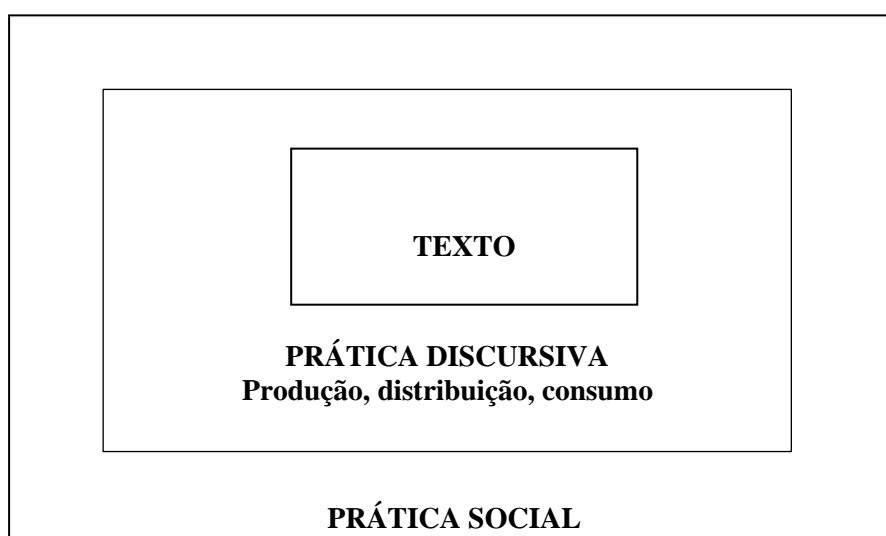 TEXTO
PRÁTICA DISCURSIVA
Produção, distribuição, consumo
PRÁTICA SOCIAL